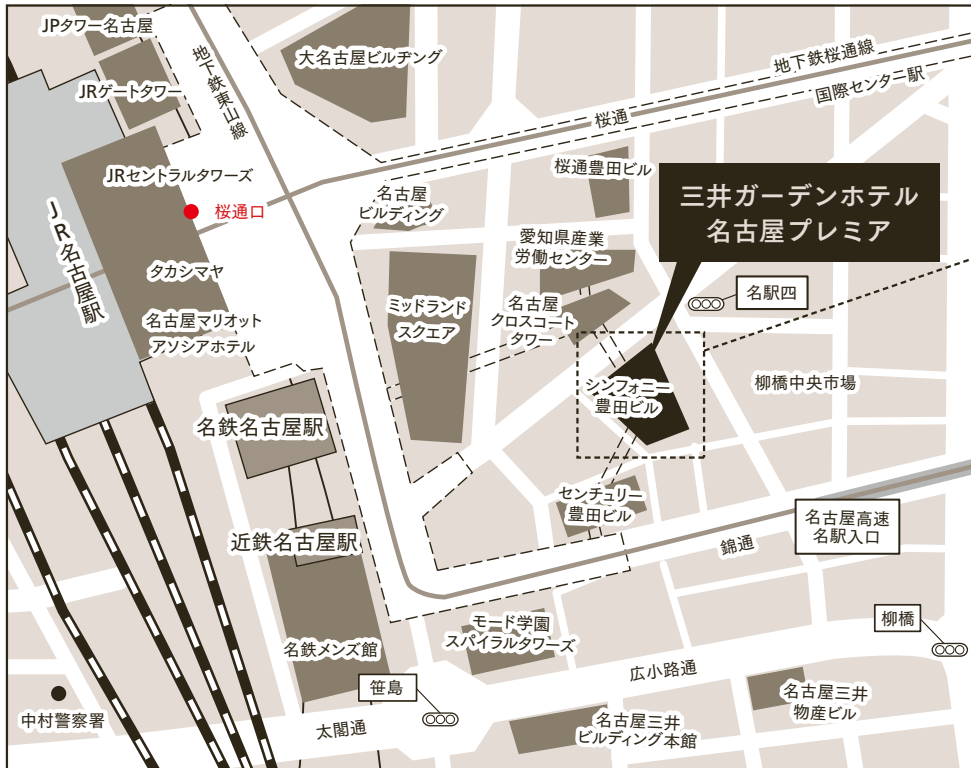 JPタワー名古屋
大名古屋ビルヂング
地下鉄桜通線
国際センター駅
JRゲートタワー
地下鉄東山線
桜通
桜通豊田ビル
JRセントラルタワーズ
桜通口
名古屋
ビルディング
三井ガーデンホテル
名古屋プレミア
愛知県産業
労働センター
JR名古屋駅
タカシマヤ
名駅四
名古屋マリオット
アソシアホテル
ミッドランド
スクエア
名古屋
クロスコート
タワー
シンフォニー
豊田ビル
柳橋中央市場
名鉄名古屋駅
センチュリー
豊田ビル
名古屋高速
名駅入口
近鉄名古屋駅
錦通
モード学園
スパイラルタワーズ
柳橋
名鉄メンズ館
広小路通
笹島
名古屋三井
物産ビル
中村警察署
太閤通
名古屋三井
ビルディング本館